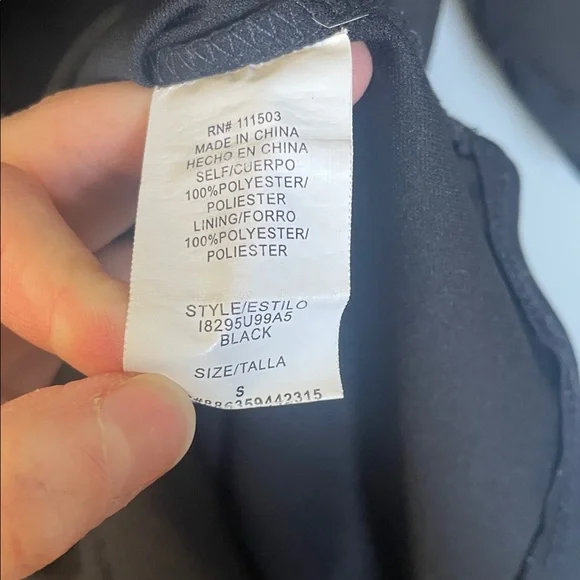 RN# 111503
MADE IN CHINA
HECHO EN CHINA
SELF/CUERPO
100%POLYESTER/
POLIESTER
LINING/FORRO
100%POLYESTER/
POLIESTER
STYLE/ESTILO
I8295U99A5
BLACK
SIZE/TALLA
S
#886359442315